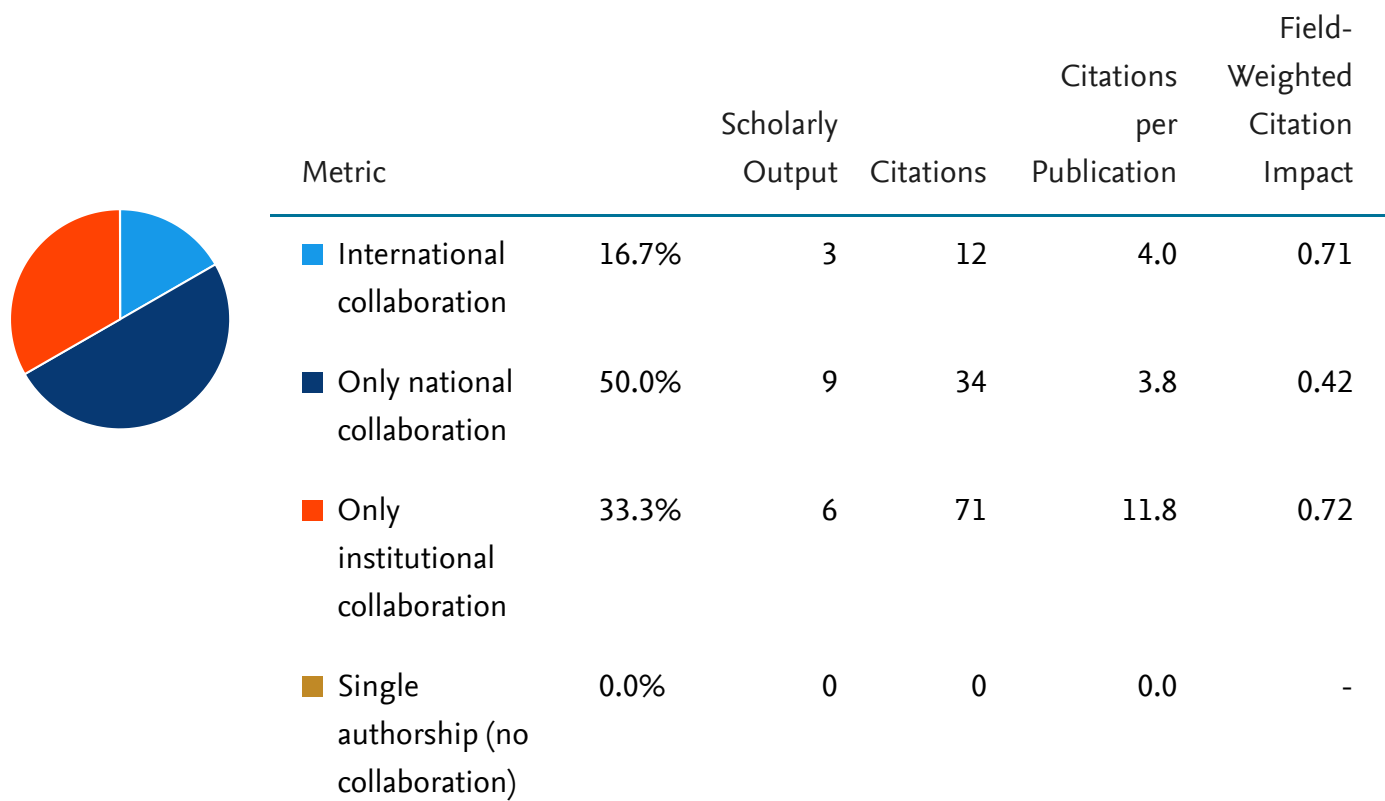 Field-
Citations Weighted
Scholarly per Citation
Metric Output Citations Publication Impact
International 16.7% 3 12 4.0 0.71
collaboration
Only national 50.0% 9 34 3.8 0.42
collaboration
Only 33.3% 6 71 11.8 0.72
institutional
collaboration
Single 0.0% 0 0 0.0 -
authorship (no
collaboration)